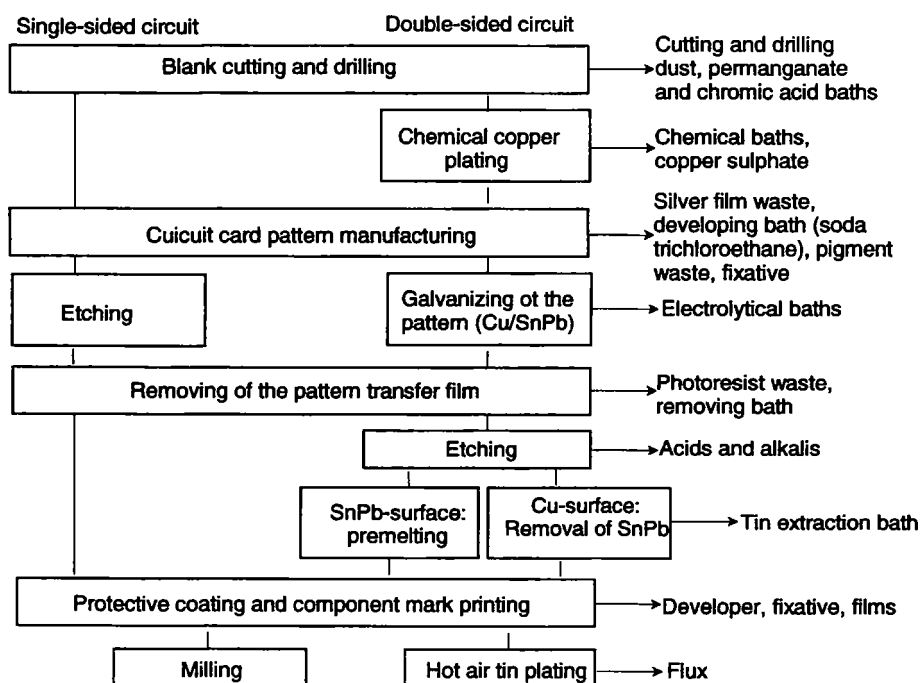 Single-sided circuit
Double-sided circuit
Blank cutting and drilling
Cutting and drilling
dust, permanganate
and chromic acid baths
Chemical copper
plating
Chemical baths,
copper sulphate
Cuicuit card pattern manufacturing
Silver film waste,
developing bath (soda
trichloroethane), pigment
waste, fixative
Etching
Galvanizing ot the
pattern (Cu/SnPb)
Electrolytical baths
Removing of the pattern transfer film
Photoresist waste,
removing bath
Etching
Acids and alkalis
SnPb-surface:
premelting
Cu-surface:
Removal of SnPb
Tin extraction bath
Protective coating and component mark printing
Developer, fixative, films
Milling
Hot air tin plating
Flux